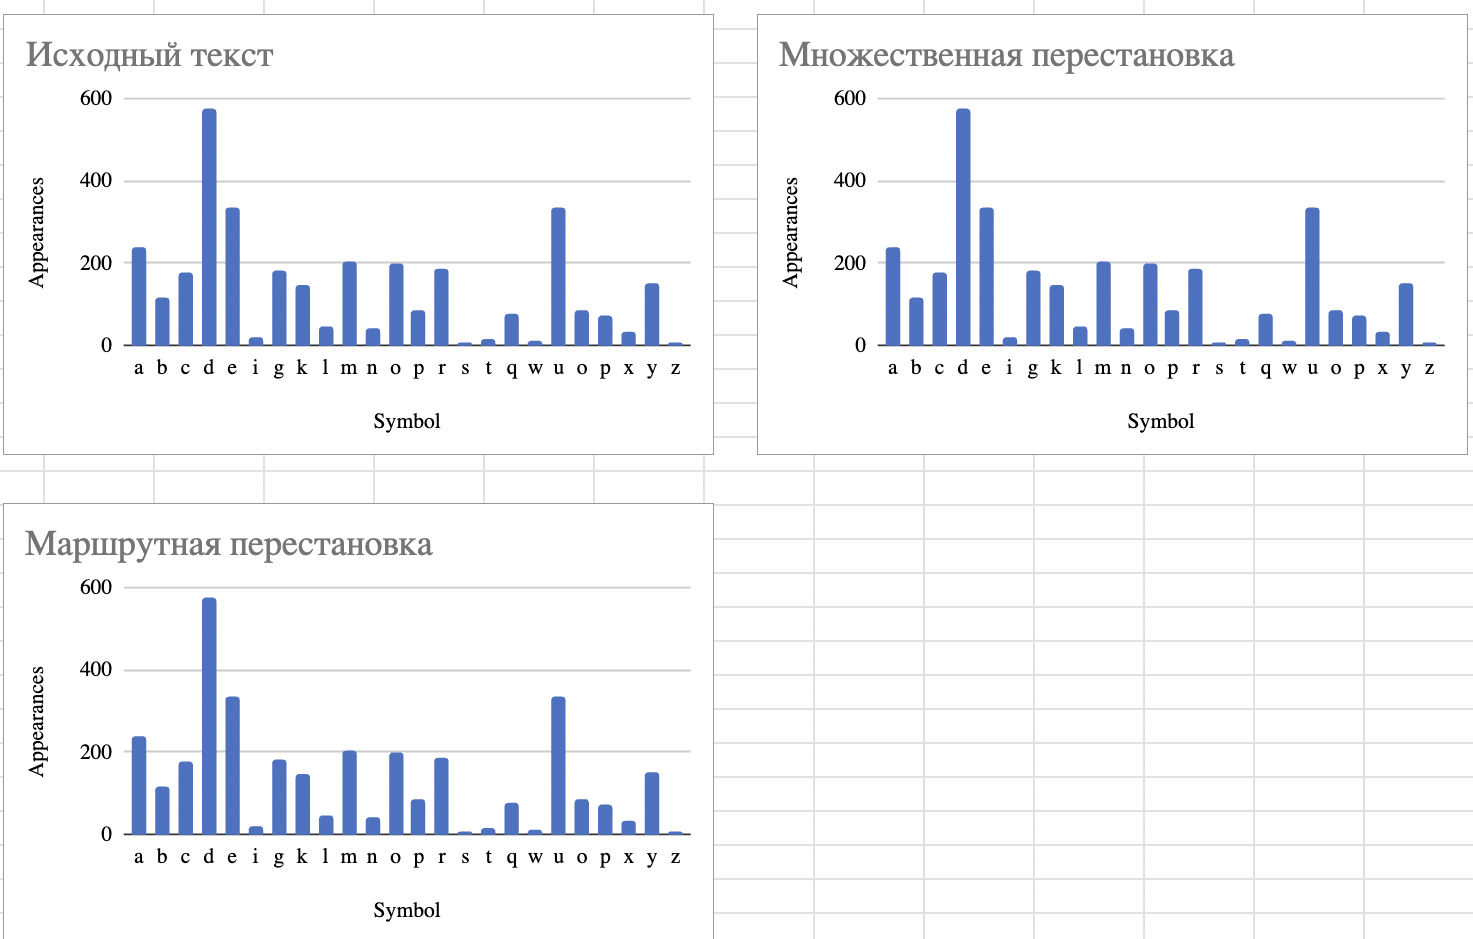 Исходный текст
600
400
200
0
Appearances
a b c d e i g k l m n o p r s t q w u o p x y z
Symbol
Множественная перестановка
600
400
200
0
Appearances
a b c d e i g k l m n o p r s t q w u o p x y z
Symbol
Маршрутная перестановка
600
400
200
0
Appearances
a b c d e i g k l m n o p r s t q w u o p x y z
Symbol